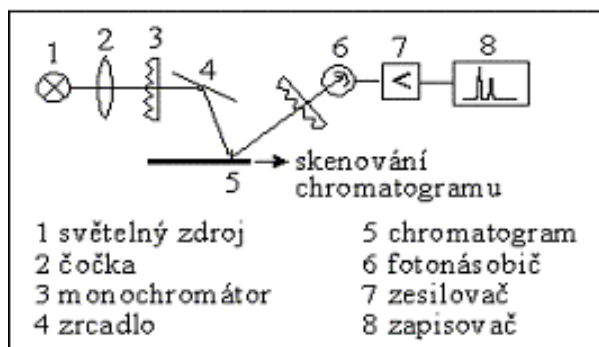 1 2 3 4 6 7 8
5
skenování
chromatogramu
1 světelný zdroj
2 čočka
3 monochromátor
4 zrcadlo
5 chromatogram
6 fotonásobič
7 zesilovač
8 zapisovač